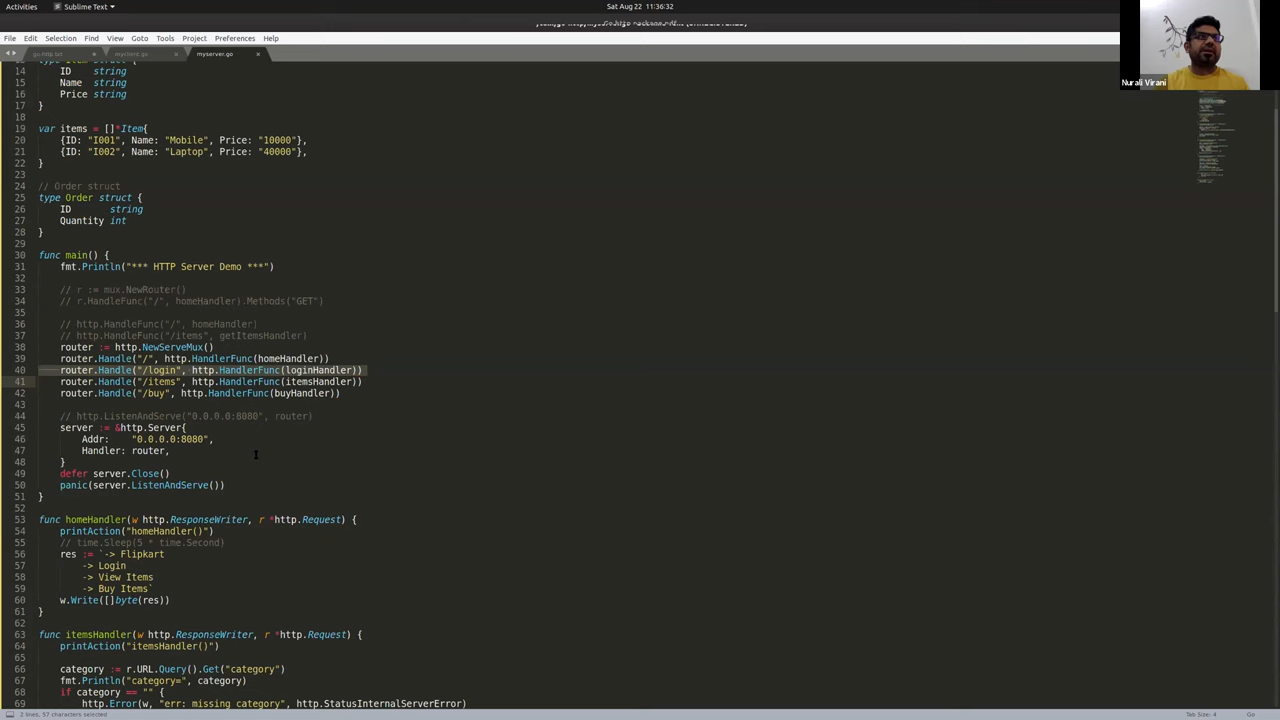 Activities
Sublime Text
Sat Aug 22 11:36:32
File Edit Selection Find View Goto Tools Project Preferences Help
go-http.txt
myclient.go
myserver.go
14 ID string
15 Name string
16 Price string
17 }
18
19 var items = []*Item{
20 {ID: "I001", Name: "Mobile", Price: "10000"},
21 {ID: "I002", Name: "Laptop", Price: "40000"},
22 }
23
24 // Order struct
25 type Order struct {
26 ID string
27 Quantity int
28 }
29
30 func main() {
31 fmt.Println("*** HTTP Server Demo ***")
32
33 // r := mux.NewRouter()
34 // r.HandleFunc("/", homeHandler).Methods("GET")
35
36 // http.HandleFunc("/", homeHandler)
37 // http.HandleFunc("/items", getItemsHandler)
38 router := http.NewServeMux()
39 router.Handle("/", http.HandlerFunc(homeHandler))
40 router.Handle("/login", http.HandlerFunc(loginHandler))
41 router.Handle("/items", http.HandlerFunc(itemsHandler))
42 router.Handle("/buy", http.HandlerFunc(buyHandler))
43
44 // http.ListenAndServe("0.0.0.0:8080", router)
45 server := &http.Server{
46 Addr: "0.0.0.0:8080",
47 Handler: router,
48 }
49 defer server.Close()
50 panic(server.ListenAndServe())
51 }
52
53 func homeHandler(w http.ResponseWriter, r *http.Request) {
54 printAction("homeHandler()")
55 // time.Sleep(5 * time.Second)
56 res := `-> Flipkart
57 -> Login
58 -> View Items
59 -> Buy Items`
60 w.Write([]byte(res))
61 }
62
63 func itemsHandler(w http.ResponseWriter, r *http.Request) {
64 printAction("itemsHandler()")
65
66 category := r.URL.Query().Get("category")
67 fmt.Println("category=", category)
68 if category == "" {
69 http.Error(w, "err: missing category", http.StatusInternalServerError)
2 lines, 57 characters selected
Tab Size: 4
Go
Nurali Virani